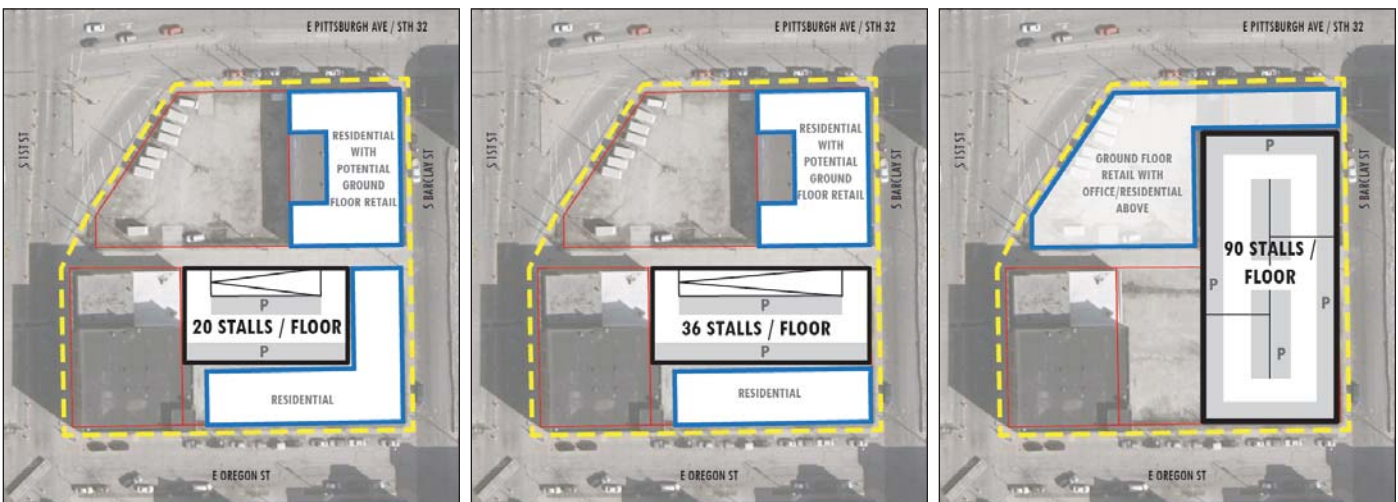 E PITTSBURGH AVE / STH 32
S 1ST ST
RESIDENTIAL
WITH
POTENTIAL
GROUND
FLOOR RETAIL
S BARCLAY ST
P
20 STALLS / FLOOR
P
RESIDENTIAL
E OREGON ST
E PITTSBURGH AVE / STH 32
S 1ST ST
RESIDENTIAL
WITH
POTENTIAL
GROUND
FLOOR RETAIL
S BARCLAY ST
P
36 STALLS / FLOOR
P
RESIDENTIAL
E OREGON ST
E PITTSBURGH AVE / STH 32
S 1ST ST
GROUND FLOOR
RETAIL WITH
OFFICE/RESIDENTIAL
ABOVE
S BARCLAY ST
P
90 STALLS /
FLOOR
P
P
P
E OREGON ST